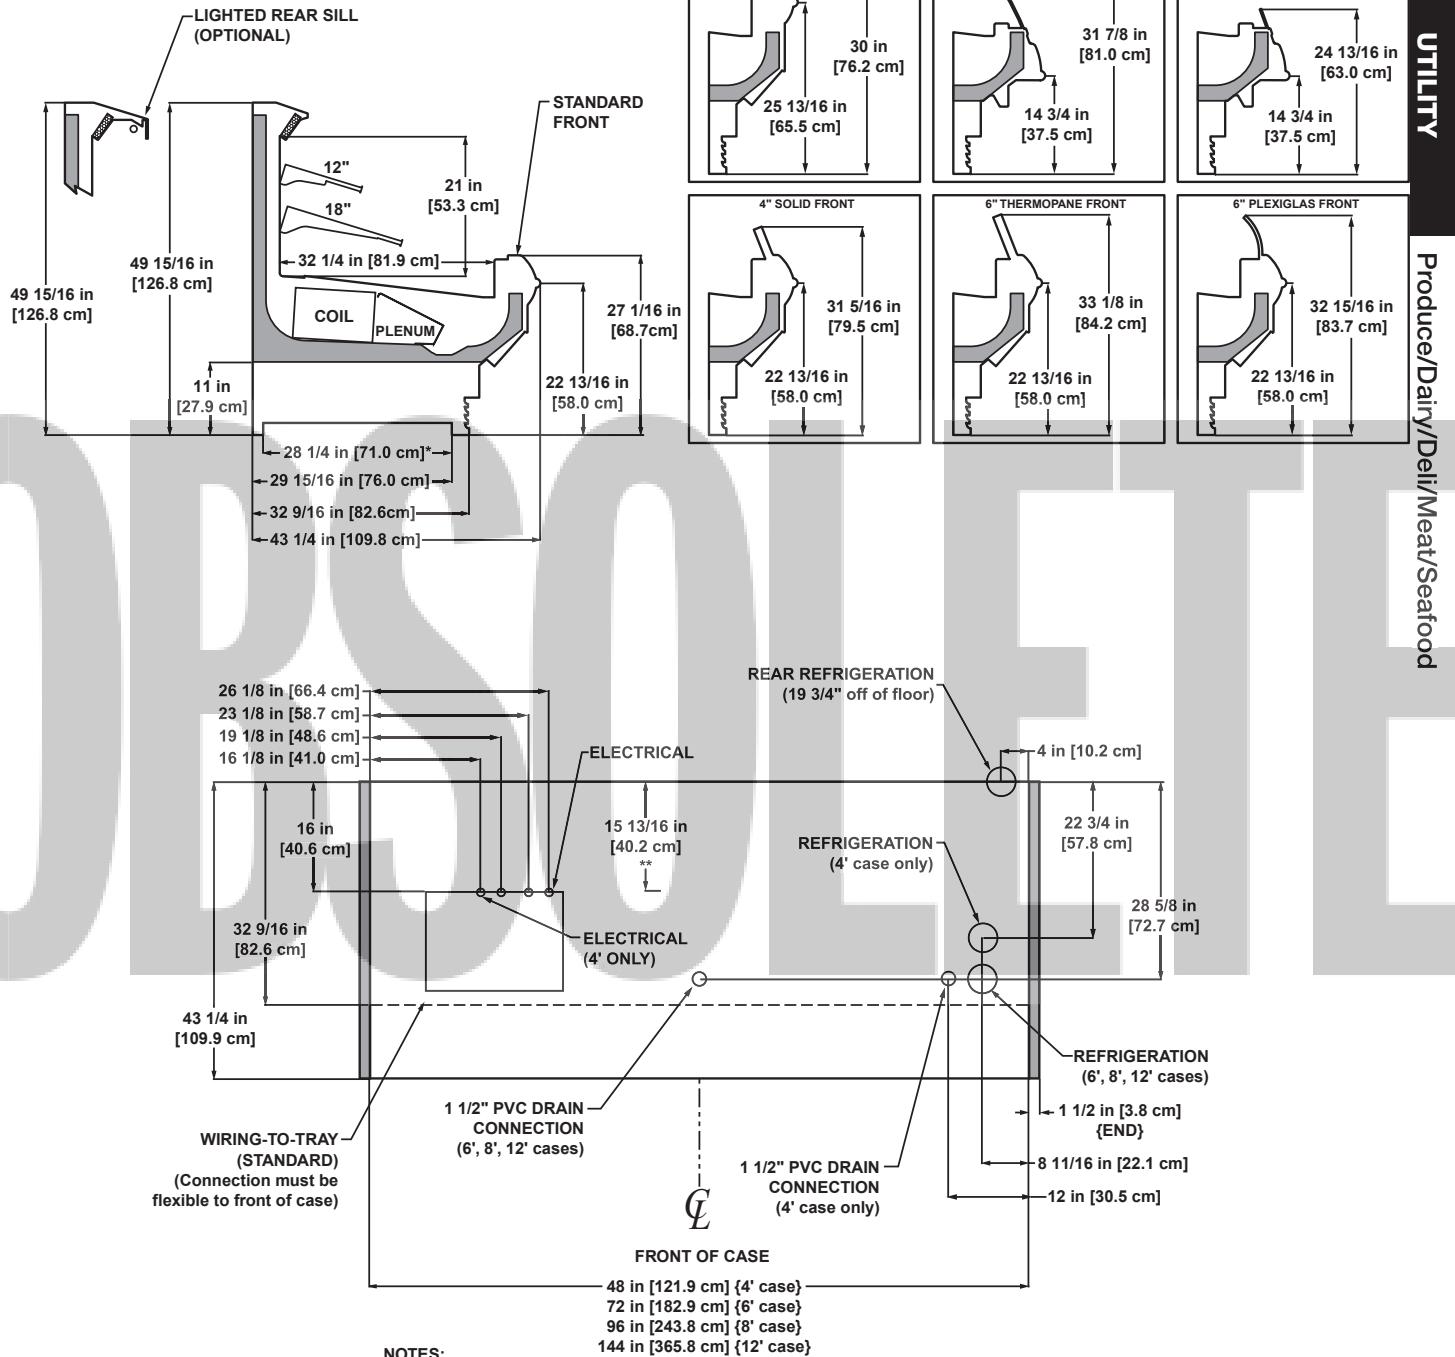 LIGHTED REAR SILL
(OPTIONAL)
STANDARD
FRONT
12"
18"
21 in
[53.3 cm]
32 1/4 in [81.9 cm]
49 15/16 in
[126.8 cm]
49 15/16 in
[126.8 cm]
COIL
PLENUM
27 1/16 in
[68.7cm]
11 in
[27.9 cm]
22 13/16 in
[58.0 cm]
28 1/4 in [71.0 cm]*
29 15/16 in [76.0 cm]
32 9/16 in [82.6cm]
43 1/4 in [109.8 cm]
30 in
[76.2 cm]
25 13/16 in
[65.5 cm]
31 7/8 in
[81.0 cm]
14 3/4 in
[37.5 cm]
24 13/16 in
[63.0 cm]
14 3/4 in
[37.5 cm]
4" SOLID FRONT
31 5/16 in
[79.5 cm]
22 13/16 in
[58.0 cm]
6" THERMOPANE FRONT
33 1/8 in
[84.2 cm]
22 13/16 in
[58.0 cm]
6" PLEXIGLAS FRONT
32 15/16 in
[83.7 cm]
22 13/16 in
[58.0 cm]
UTILITY
Produce/Dairy/Deli/Meat/Seafood
OBSOLETE
26 1/8 in [66.4 cm]
23 1/8 in [58.7 cm]
19 1/8 in [48.6 cm]
16 1/8 in [41.0 cm]
ELECTRICAL
REAR REFRIGERATION
(19 3/4" off of floor)
4 in [10.2 cm]
16 in
[40.6 cm]
15 13/16 in
[40.2 cm]
**
REFRIGERATION
(4' case only)
22 3/4 in
[57.8 cm]
28 5/8 in
[72.7 cm]
32 9/16 in
[82.6 cm]
ELECTRICAL
(4' ONLY)
43 1/4 in
[109.9 cm]
REFRIGERATION
(6', 8', 12' cases)
1 1/2" PVC DRAIN
CONNECTION
(6', 8', 12' cases)
1 1/2 in [3.8 cm]
{END}
WIRING-TO-TRAY
(STANDARD)
(Connection must be
flexible to front of case)
1 1/2" PVC DRAIN
CONNECTION
(4' case only)
8 11/16 in [22.1 cm]
12 in [30.5 cm]
CL
FRONT OF CASE
48 in [121.9 cm] {4' case}
72 in [182.9 cm] {6' case}
96 in [243.8 cm] {8' case}
144 in [365.8 cm] {12' case}
NOTES: